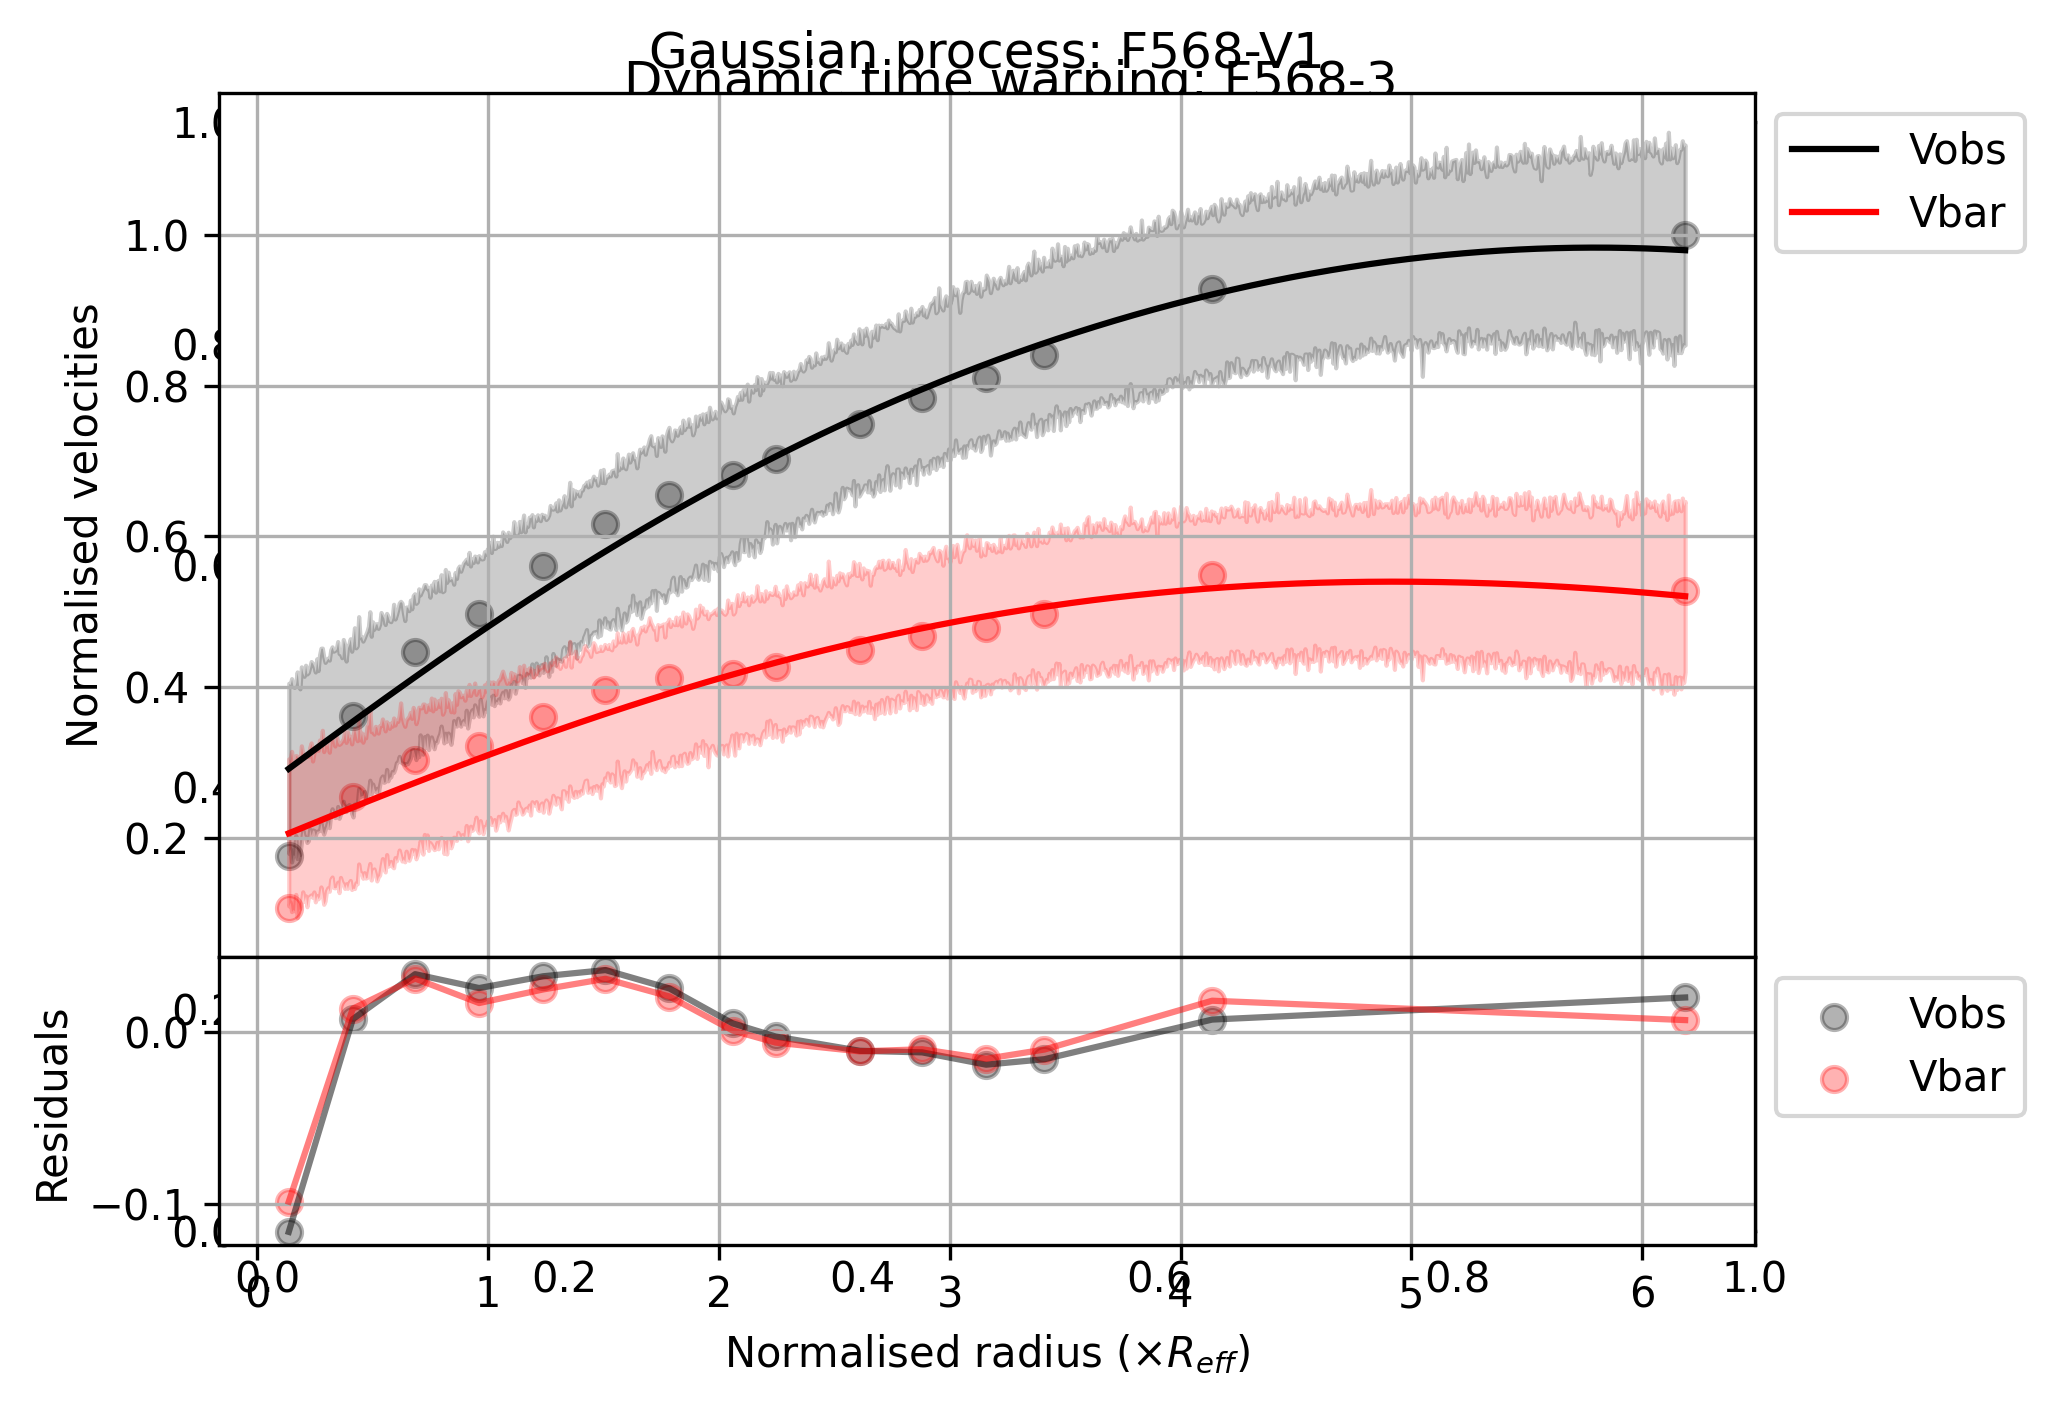 Gaussian process: F568-V1
Dynamic time warping: F568-3
Vobs
Vbar
Normalised velocities
1.0
0.8
0.6
0.4
0.2
Vobs
Vbar
Residuals
0.0
−0.1
0.0 0.2 0.4 0.6 0.8 1.0
0 1 2 3 4 5 6
Normalised radius (×R_eff)